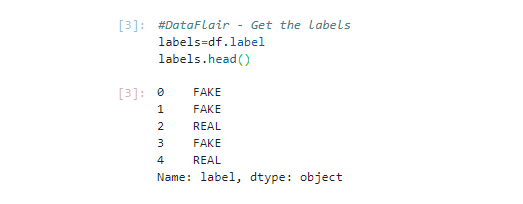 [3]: #DataFlair - Get the labels
labels=df.label
labels.head()
[3]: 0 FAKE
1 FAKE
2 REAL
3 FAKE
4 REAL
Name: label, dtype: object